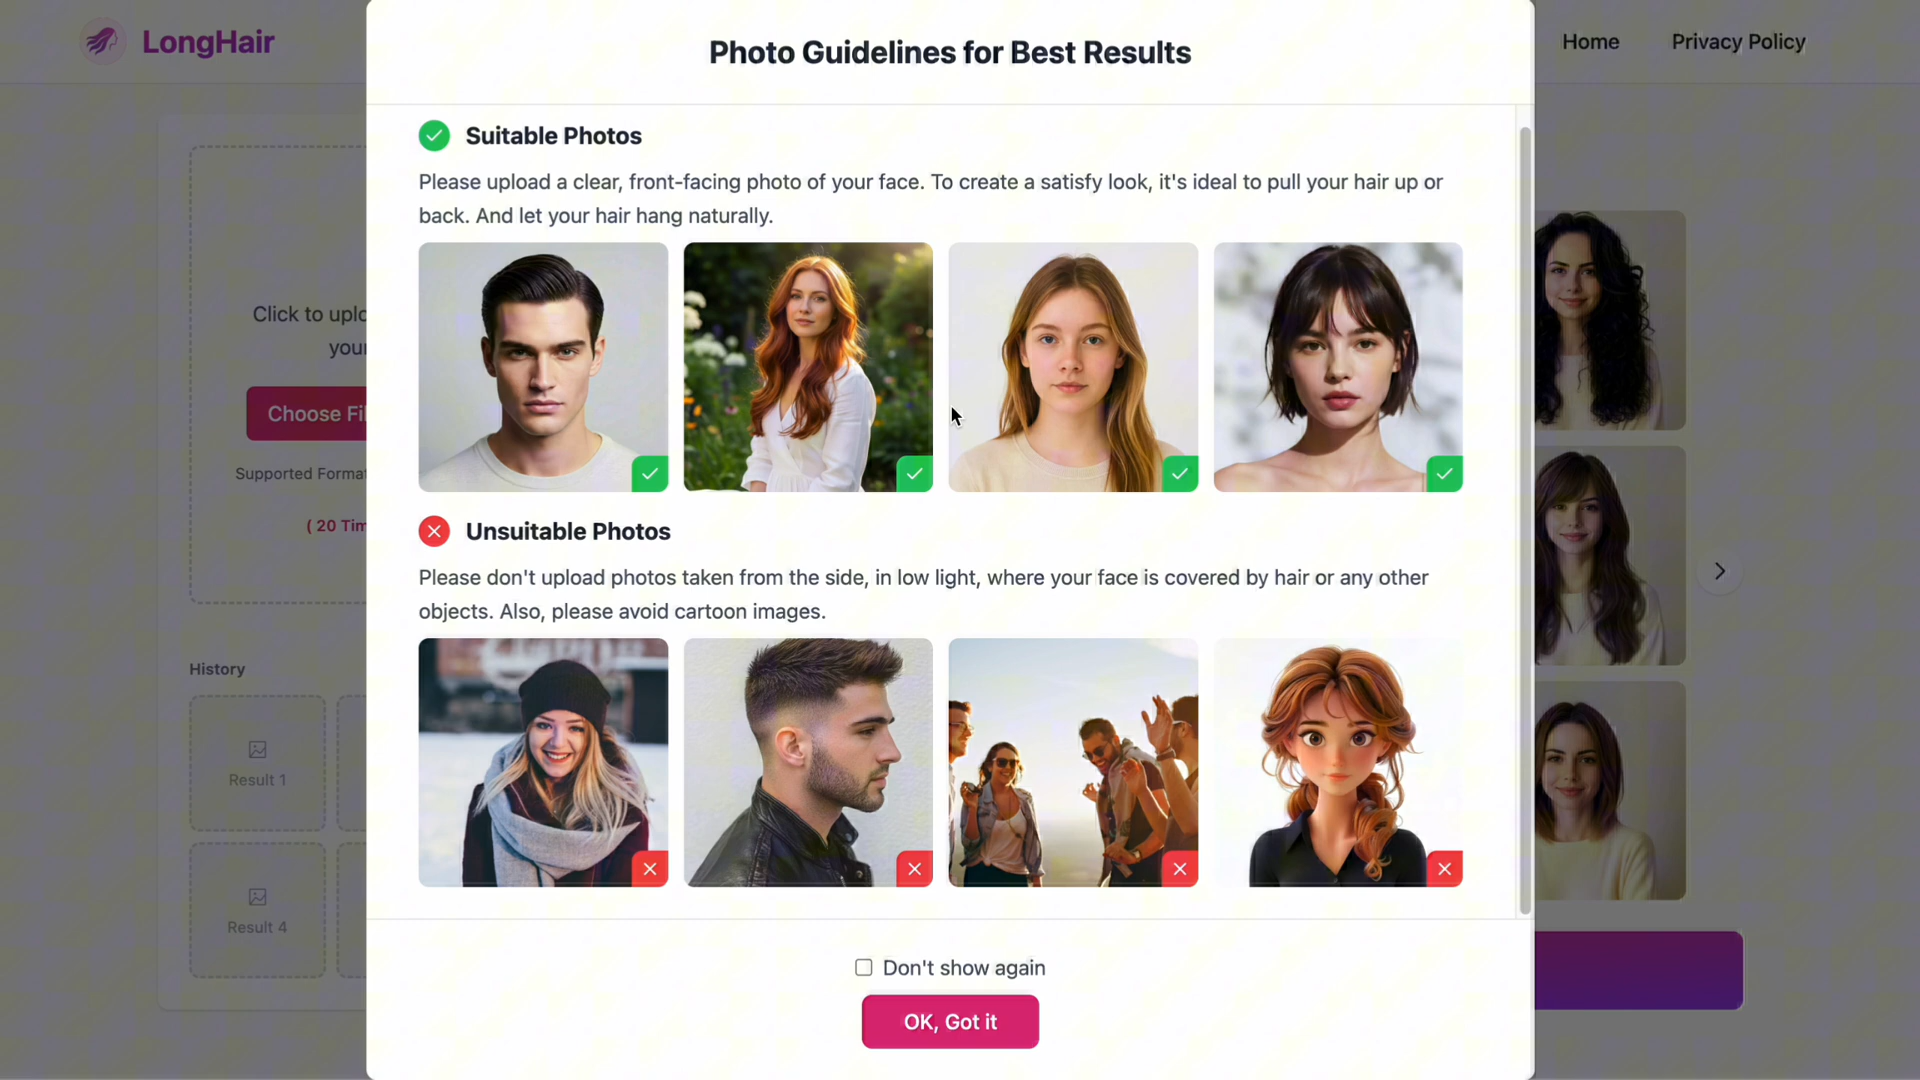 LongHair
Home
Privacy Policy
Photo Guidelines for Best Results
Suitable Photos
Please upload a clear, front-facing photo of your face. To create a satisfy look, it's ideal to pull your hair up or
back. And let your hair hang naturally.
Click to uplo
your
Choose Fil
Supported Format
( 20 Tim
Unsuitable Photos
Please don't upload photos taken from the side, in low light, where your face is covered by hair or any other
objects. Also, please avoid cartoon images.
History
Result 1
Result 4
Don't show again
OK, Got it